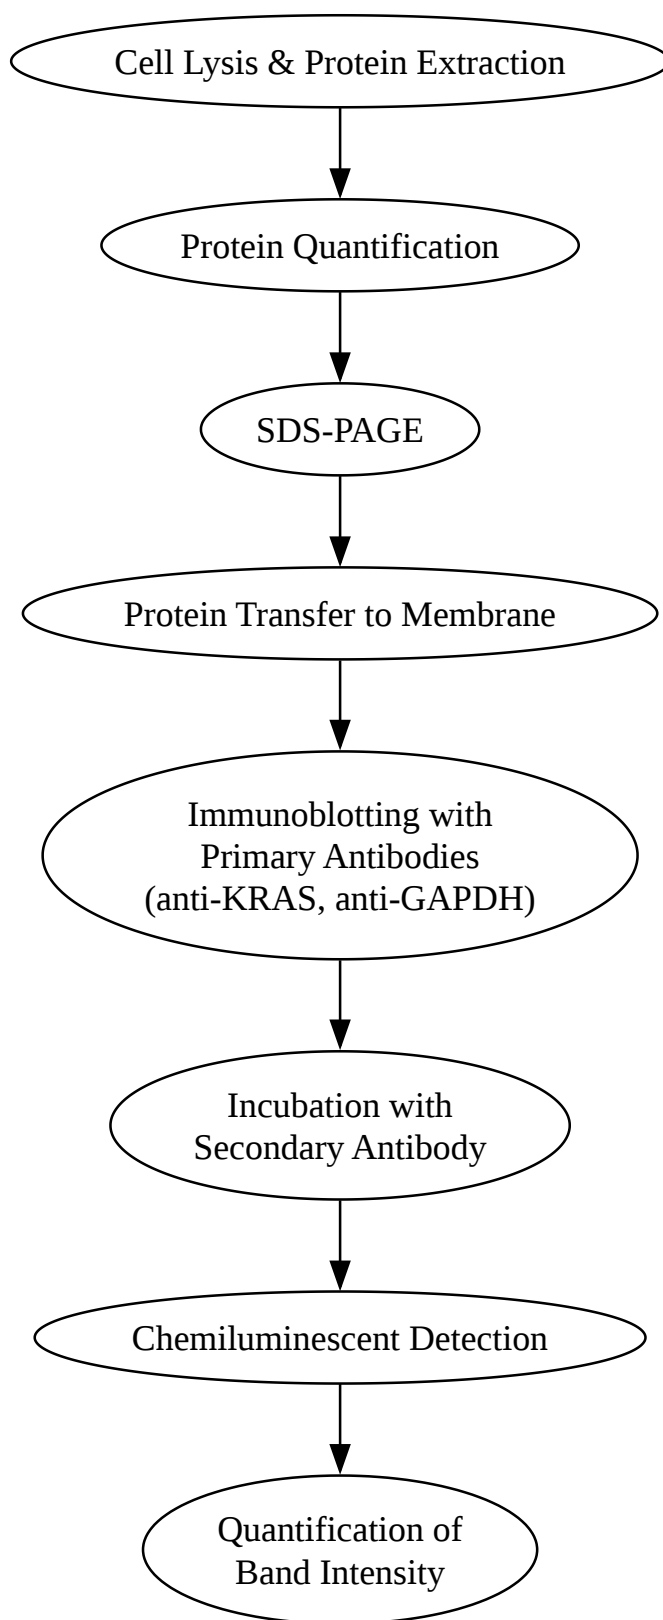 Cell Lysis & Protein Extraction
Protein Quantification
SDS-PAGE
Protein Transfer to Membrane
Immunoblotting with
Primary Antibodies
(anti-KRAS, anti-GAPDH)
Incubation with
Secondary Antibody
Chemiluminescent Detection
Quantification of
Band Intensity